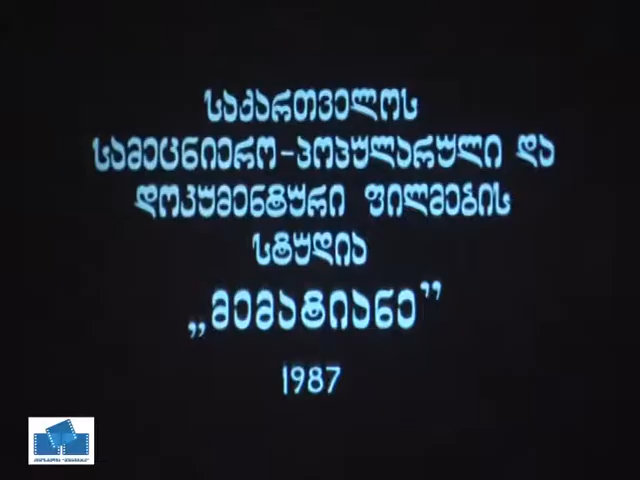 საქართველოს
სამეცნიერო-პოპულარული და
დოკუმენტური ფილმების
სტუდია
„მემატიანე”
1987